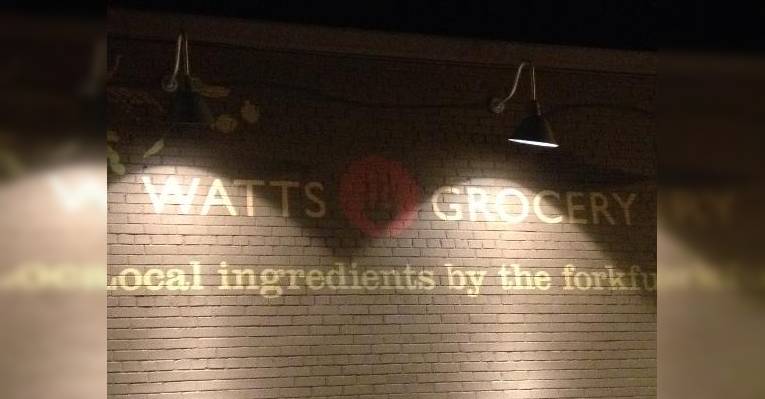 WATTS GROCERY
Local ingredients by the forkfu